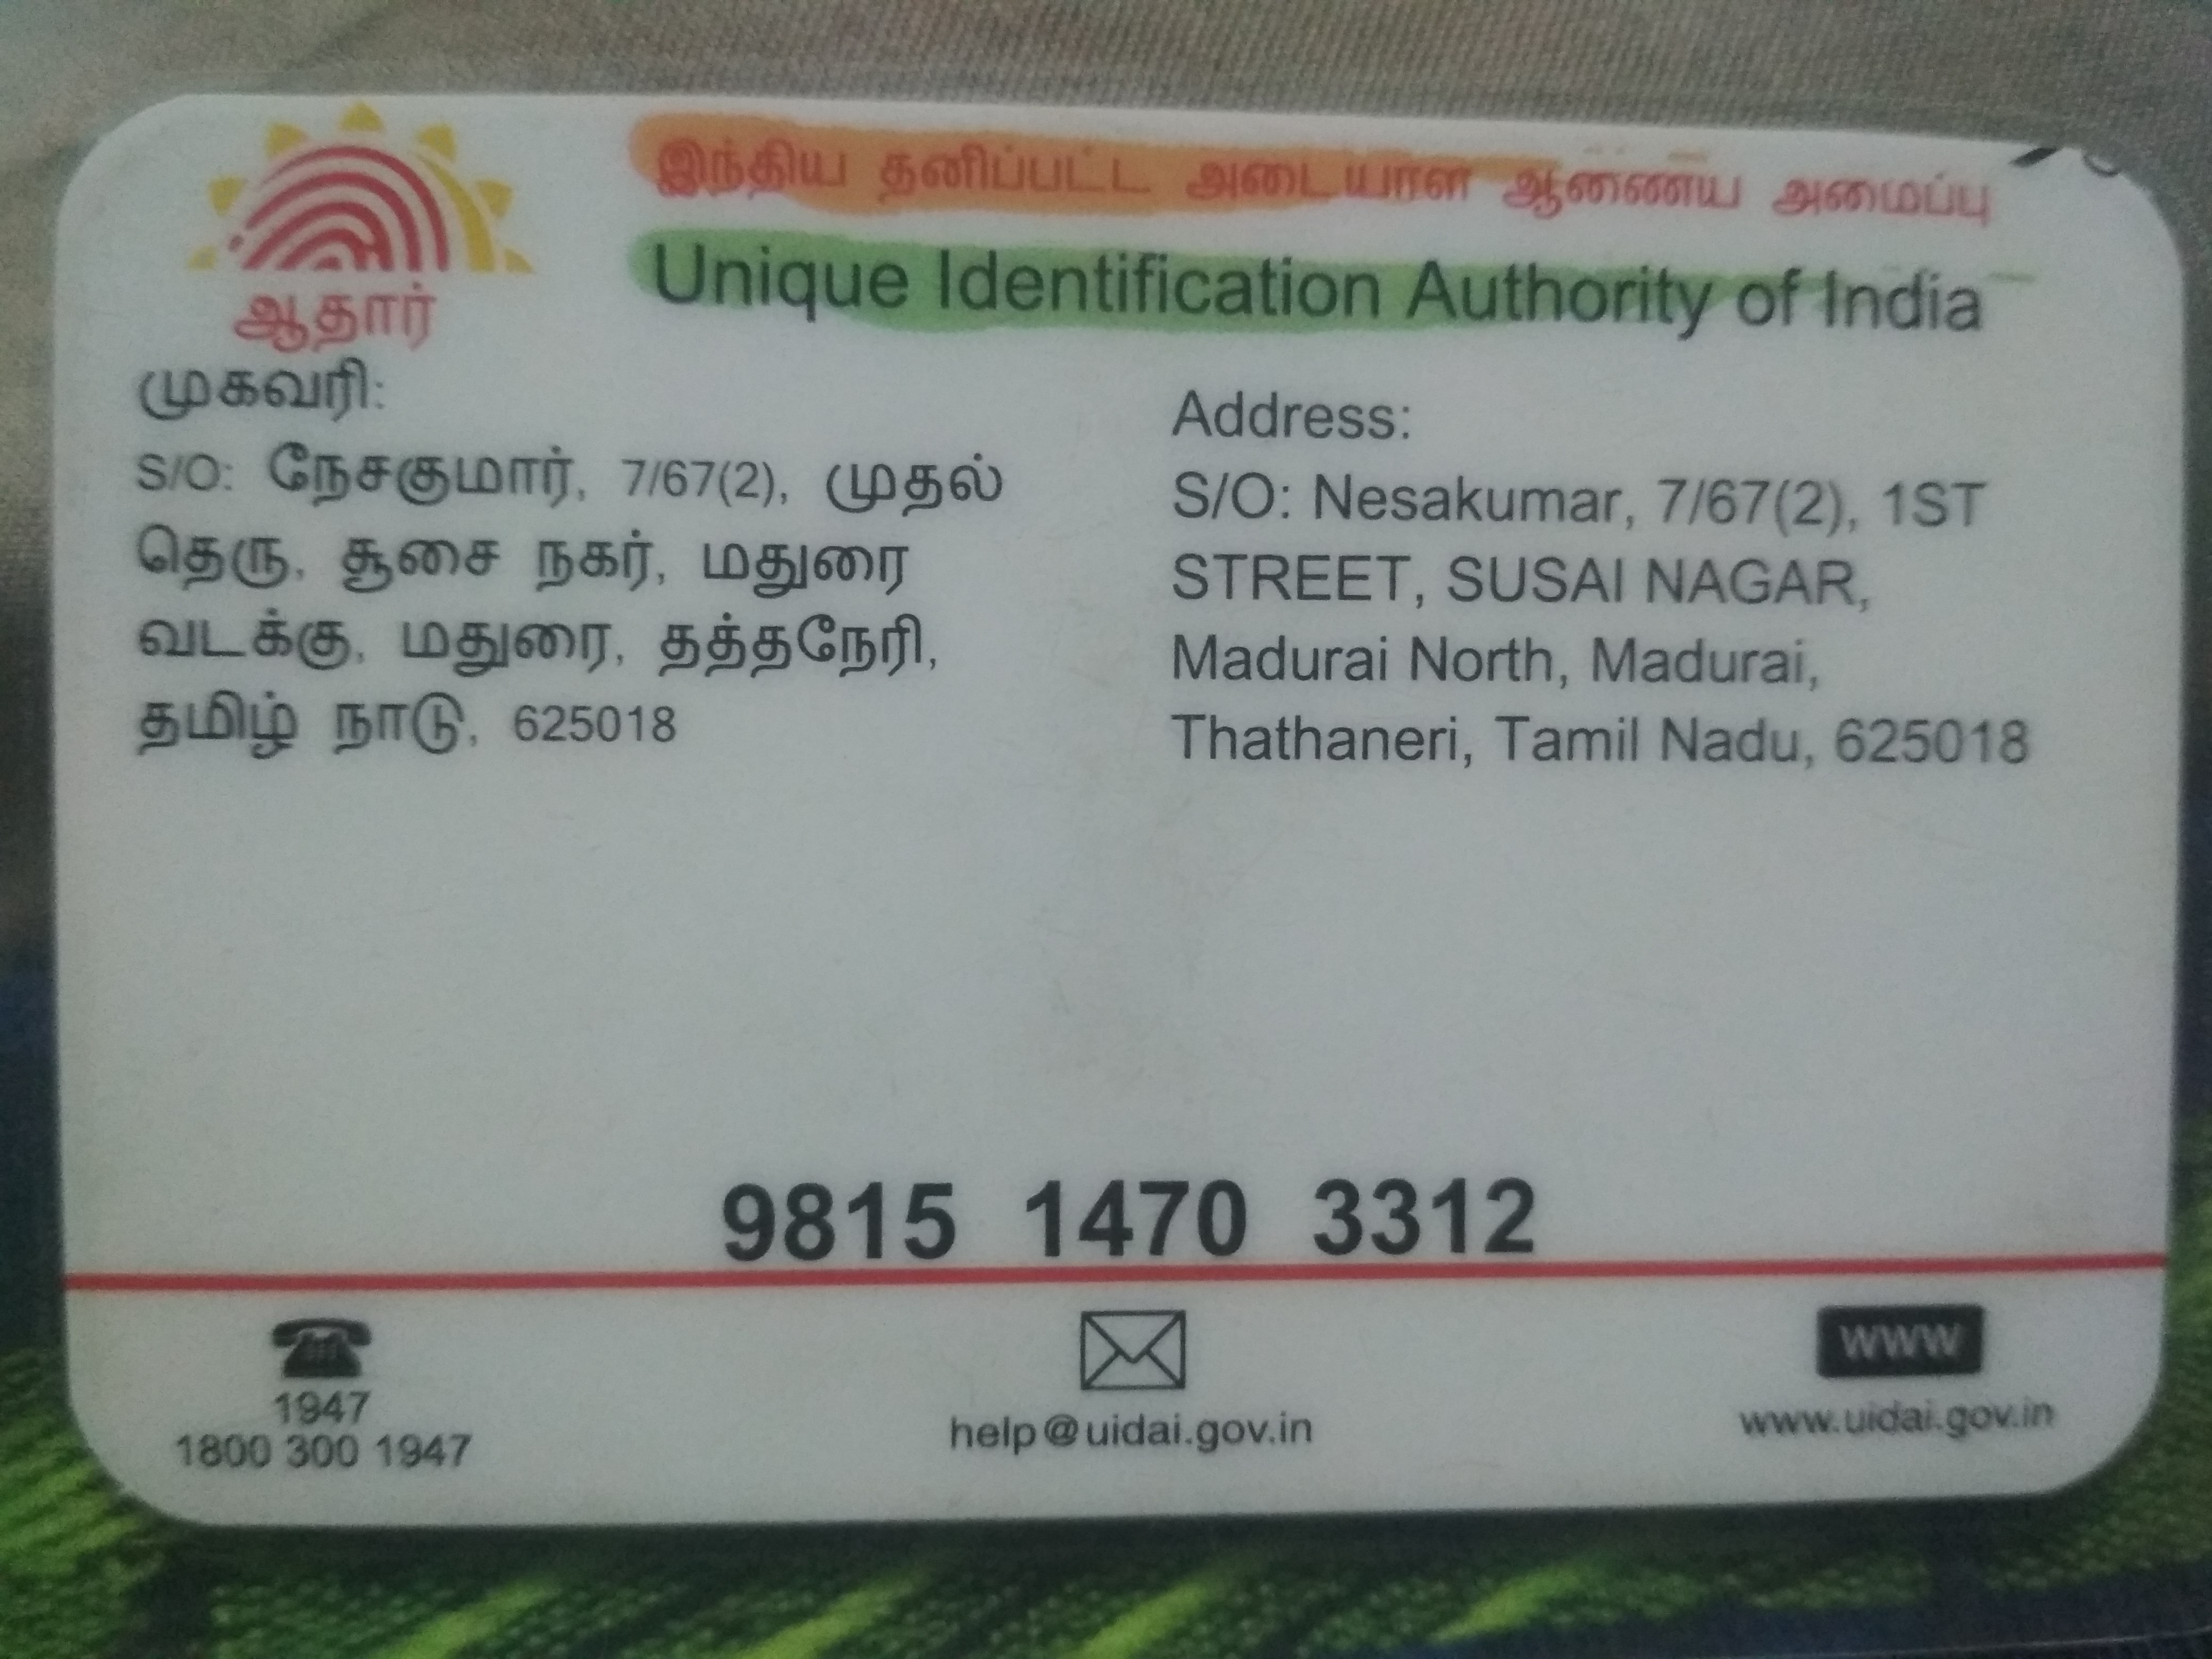 ஆதார்
இந்திய தனிப்பட்ட அடையாள ஆணைய அமைப்பு
Unique Identification Authority of India
முகவரி:
S/O: நேசகுமார், 7/67(2), முதல்
தெரு, சூசை நகர், மதுரை
வடக்கு, மதுரை, தத்தநேரி,
தமிழ் நாடு, 625018
Address:
S/O: Nesakumar, 7/67(2), 1ST
STREET, SUSAI NAGAR,
Madurai North, Madurai,
Thathaneri, Tamil Nadu, 625018
9815 1470 3312
1947
1800 300 1947
help@uidai.gov.in
www
www.uidai.gov.in